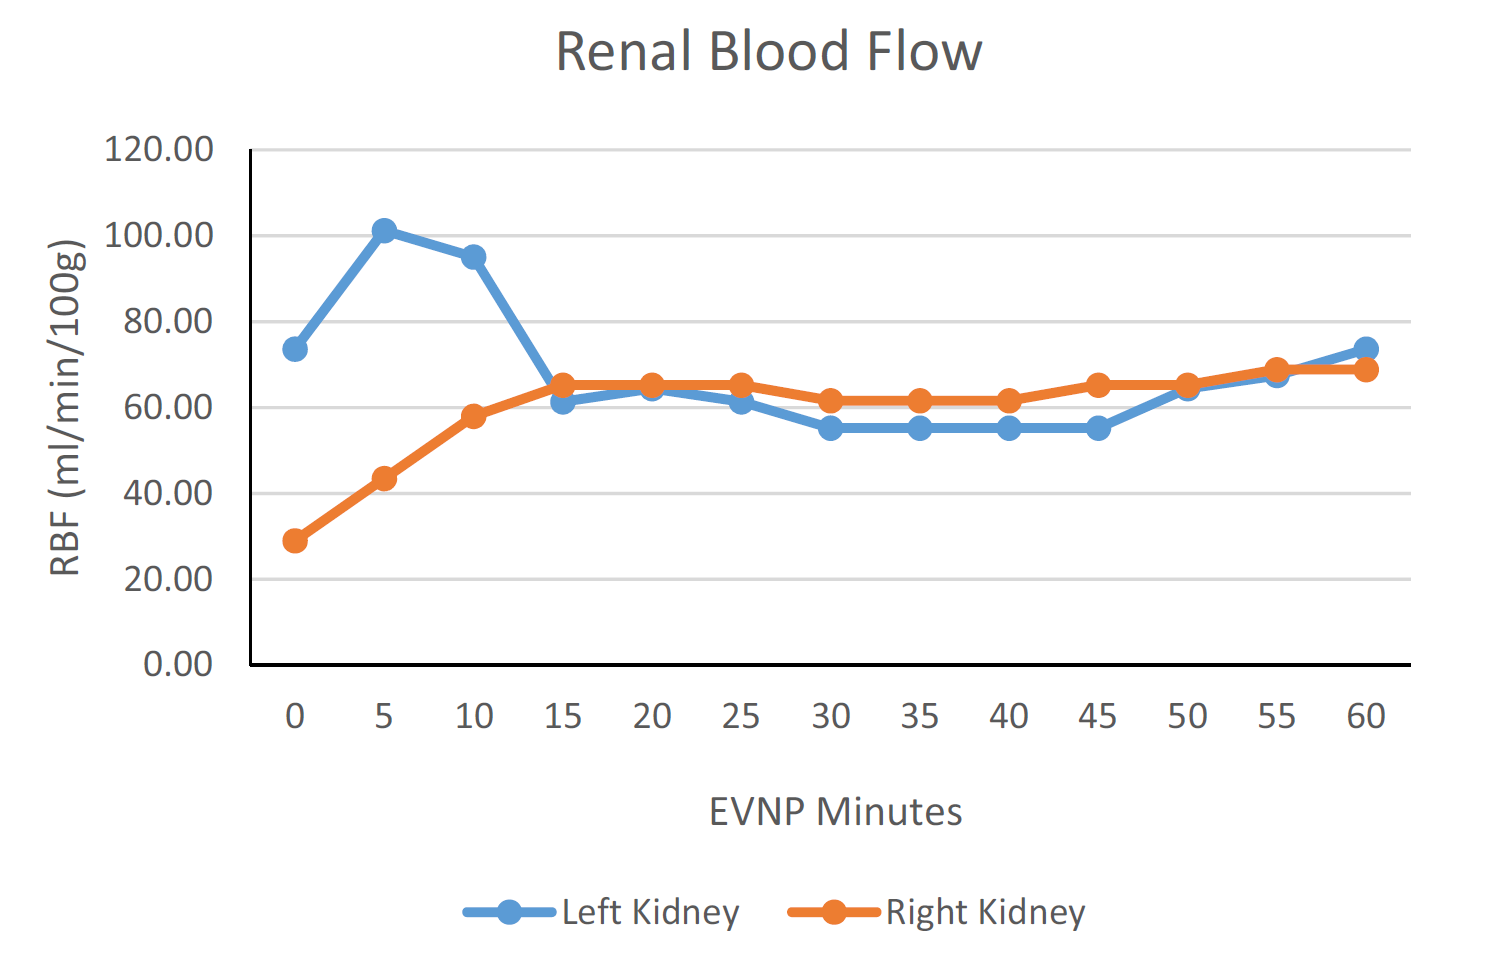 Renal Blood Flow
120.00
100.00
80.00
60.00
40.00
20.00
0.00
RBF (ml/min/100g)
0 5 10 15 20 25 30 35 40 45 50 55 60
EVNP Minutes
Left Kidney Right Kidney